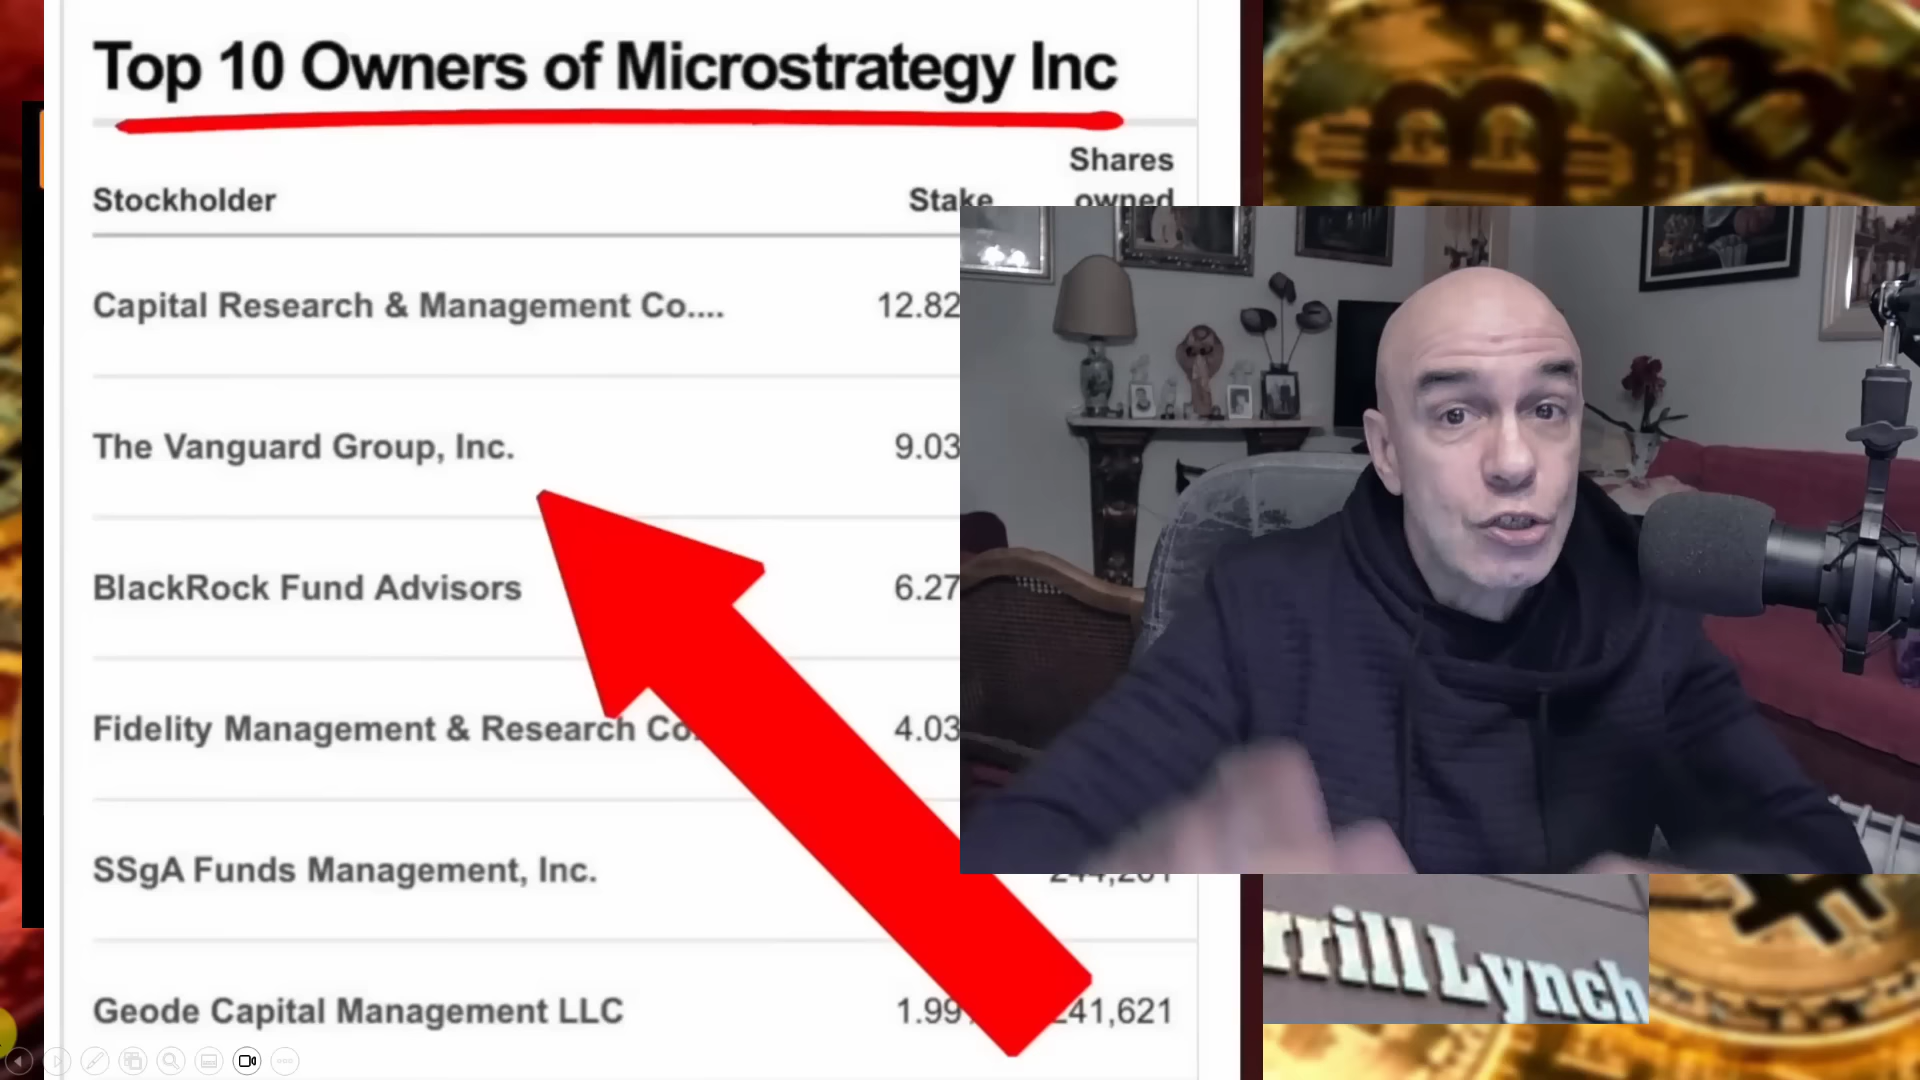 Top 10 Owners of Microstrategy Inc
Shares
Stockholder Stake owned
Capital Research & Management Co.... 12.82
The Vanguard Group, Inc. 9.03
BlackRock Fund Advisors 6.27
Fidelity Management & Research Co. 4.03
SSgA Funds Management, Inc.
Geode Capital Management LLC 1.99 41,621
rrill Lynch